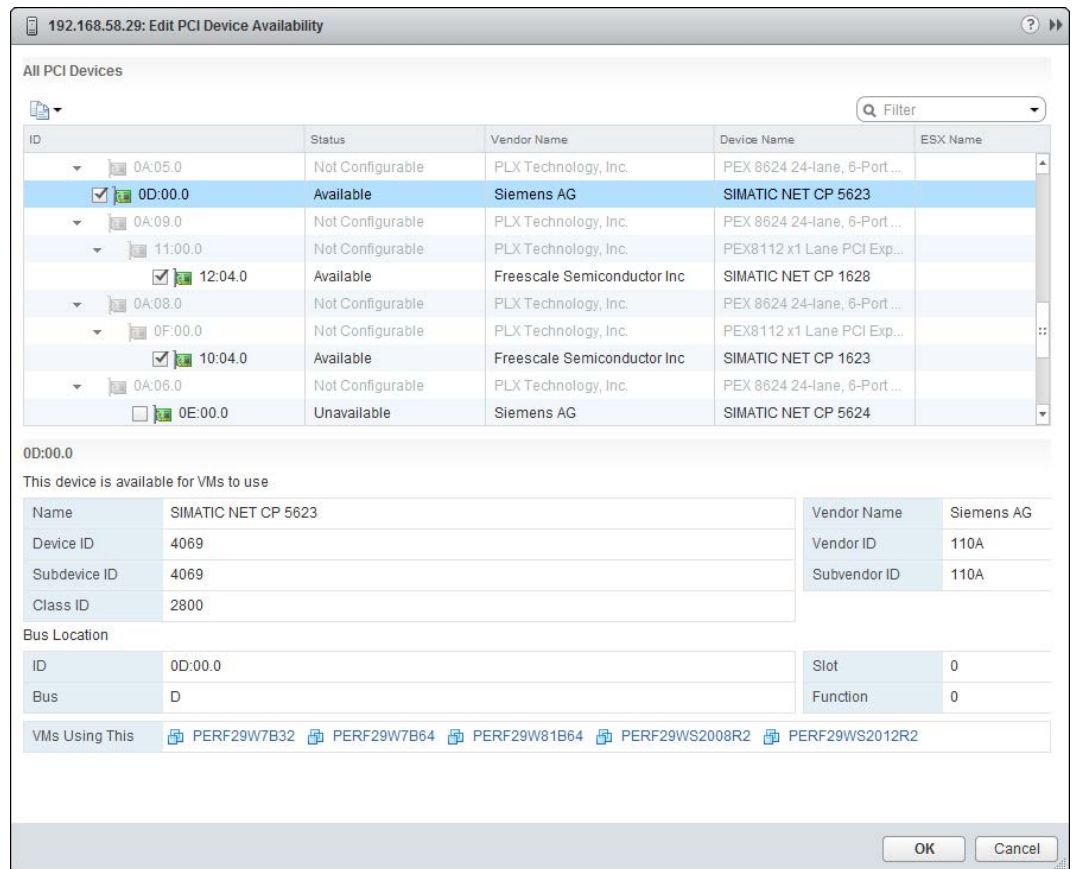 192.168.58.29: Edit PCI Device Availability
All PCI Devices
Filter
ID Status Vendor Name Device Name ESX Name
0A:05.0 Not Configurable PLX Technology, Inc. PEX 8624 24-lane, 6-Port ...
0D:00.0 Available Siemens AG SIMATIC NET CP 5623
0A:09.0 Not Configurable PLX Technology, Inc. PEX 8624 24-lane, 6-Port ...
11:00.0 Not Configurable PLX Technology, Inc. PEX8112 x1 Lane PCI Exp...
12:04.0 Available Freescale Semiconductor Inc SIMATIC NET CP 1628
0A:08.0 Not Configurable PLX Technology, Inc. PEX 8624 24-lane, 6-Port ...
0F:00.0 Not Configurable PLX Technology, Inc. PEX8112 x1 Lane PCI Exp...
10:04.0 Available Freescale Semiconductor Inc SIMATIC NET CP 1623
0A:06.0 Not Configurable PLX Technology, Inc. PEX 8624 24-lane, 6-Port ...
0E:00.0 Unavailable Siemens AG SIMATIC NET CP 5624
0D:00.0
This device is available for VMs to use
Name SIMATIC NET CP 5623 Vendor Name Siemens AG
Device ID 4069 Vendor ID 110A
Subdevice ID 4069 Subvendor ID 110A
Class ID 2800
Bus Location
ID 0D:00.0 Slot 0
Bus D Function 0
VMs Using This PERF29W7B32 PERF29W7B64 PERF29W81B64 PERF29WS2008R2 PERF29WS2012R2
OK Cancel